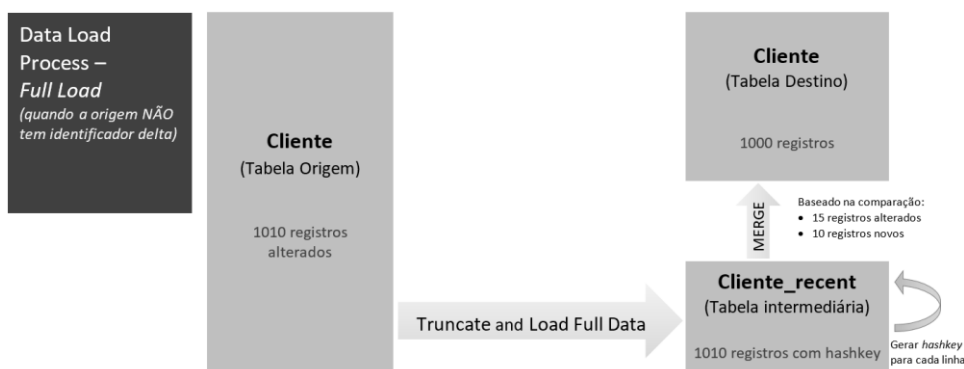 Data Load
Process –
Full Load
(quando a origem NÃO
tem identificador delta)
Cliente
(Tabela Origem)
1010 registros
alterados
Truncate and Load Full Data
Cliente
(Tabela Destino)
1000 registros
MERGE
Baseado na comparação:
• 15 registros alterados
• 10 registros novos
Cliente_recent
(Tabela intermediária)
1010 registros com hashkey
Gerar hashkey
para cada linha